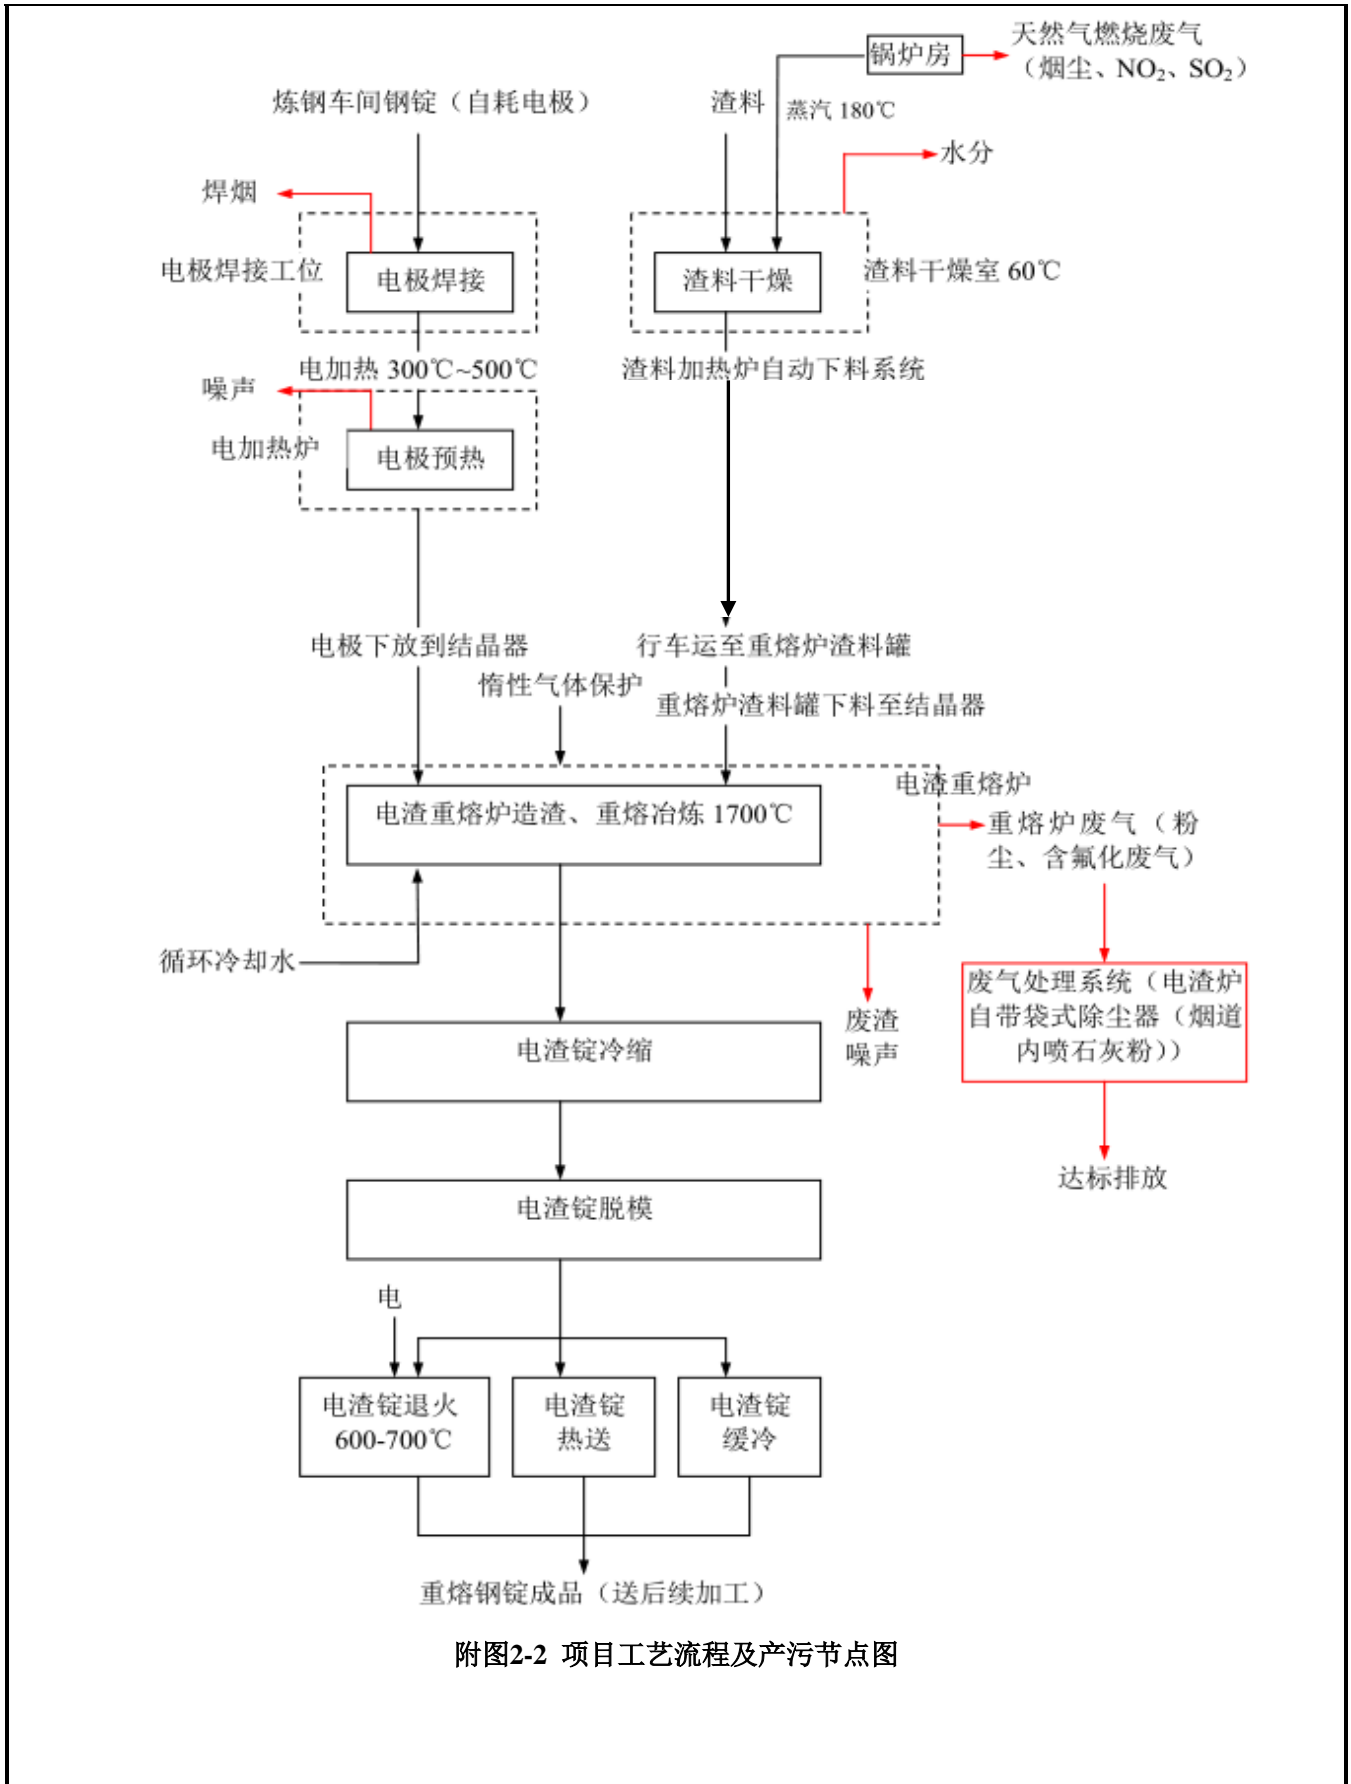 锅炉房
天然气燃烧废气
（烟尘、NO₂、SO₂）
炼钢车间钢锭（自耗电极）
渣料
蒸汽 180℃
水分
焊烟
电极焊接工位
电极焊接
渣料干燥
渣料干燥室 60℃
电加热 300℃~500℃
渣料加热炉自动下料系统
噪声
电加热炉
电极预热
电极下放到结晶器
行车运至重熔炉渣料罐
惰性气体保护
重熔炉渣料罐下料至结晶器
电渣重熔炉
电渣重熔炉造渣、重熔冶炼 1700℃
重熔炉废气（粉
尘、含氟化废气）
循环冷却水
废渣
噪声
废气处理系统（电渣炉
自带袋式除尘器（烟道
内喷石灰粉））
电渣锭冷缩
达标排放
电渣锭脱模
电
电渣锭退火
600-700℃
电渣锭
热送
电渣锭
缓冷
重熔钢锭成品（送后续加工）
附图2-2 项目工艺流程及产污节点图